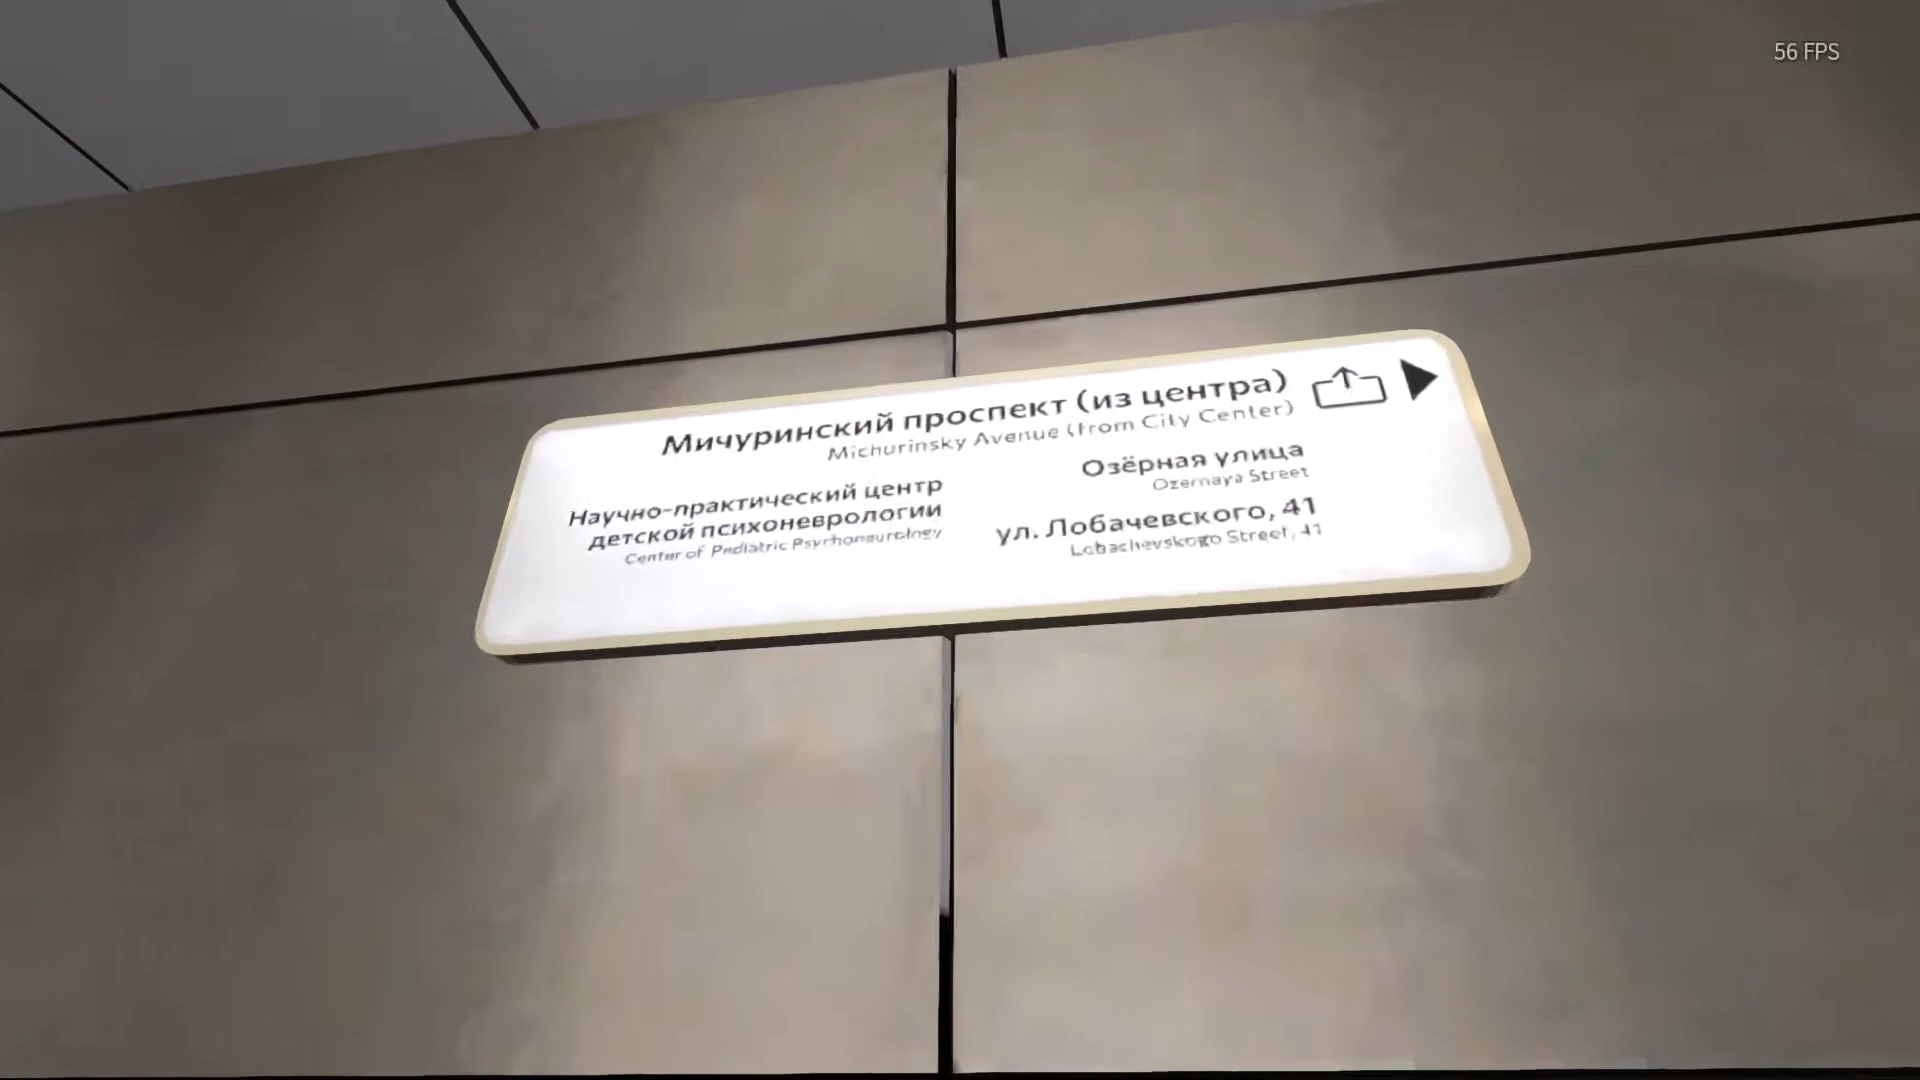 56 FPS
Мичуринский проспект (из центра)
Michurinsky Avenue (from City Center)
Научно-практический центр
детской психоневрологии
Center of Pediatric Psychoneurology
Озёрная улица
Ozernaya Street
ул. Лобачевского, 41
Lobachevskogo Street, 41